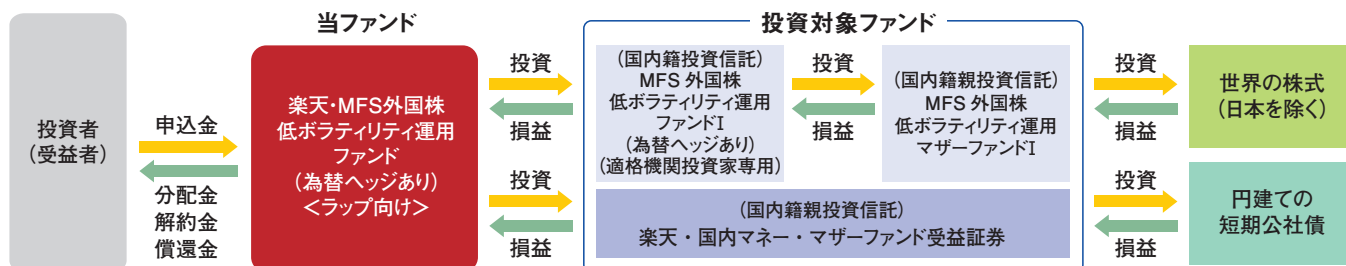 投資者
(受益者)
申込金
分配金
解約金
償還金
当ファンド
楽天・MFS外国株
低ボラティリティ運用
ファンド
(為替ヘッジあり)
<ラップ向け>
投資
損益
投資
損益
投資対象ファンド
(国内籍投資信託)
MFS 外国株
低ボラティリティ運用
ファンドI
(為替ヘッジあり)
(適格機関投資家専用)
投資
損益
(国内籍親投資信託)
MFS 外国株
低ボラティリティ運用
マザーファンドI
(国内籍親投資信託)
楽天・国内マネー・マザーファンド受益証券
投資
損益
投資
損益
世界の株式
(日本を除く)
円建ての
短期公社債